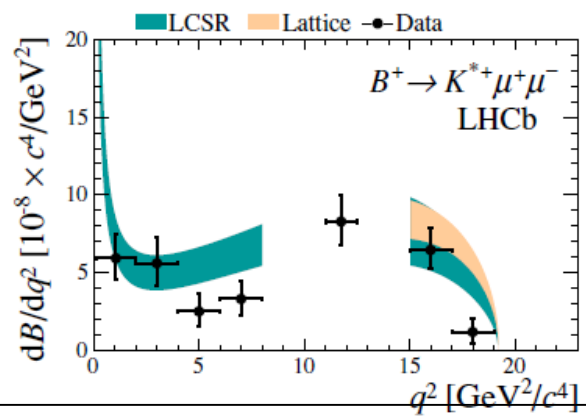 LCSR Lattice Data
dB/dq² [10⁻⁸ × c⁴/GeV²]
20
15
10
5
0
B⁺ → K*⁺μ⁺μ⁻
LHCb
0 5 10 15 20
q² [GeV²/c⁴]